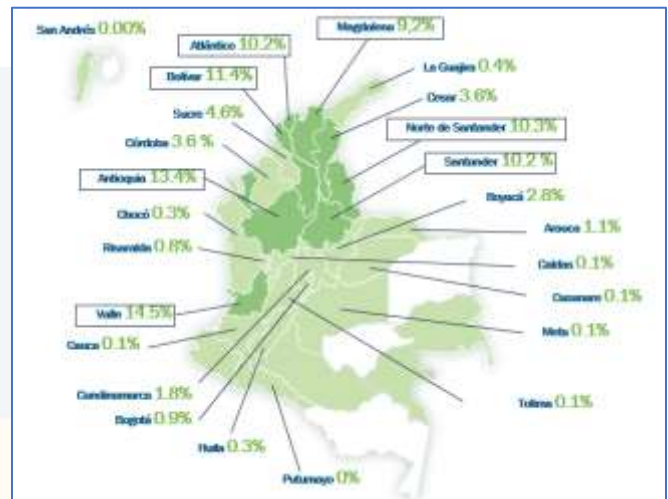 San Andrés 0.00%
Magdalena 9,2%
Atlántico 10.2%
Bolívar 11.4%
La Guajira 0.4%
Cesar 3.6%
Sucre 4.6%
Norte de Santander 10.3%
Córdoba 3.6 %
Santander 10.2 %
Antioquia 13.4%
Boyacá 2.8%
Chocó 0.3%
Arauca 1.1%
Risaralda 0.8%
Caldas 0.1%
Casanare 0.1%
Valle 14.5%
Meta 0.1%
Cauca 0.1%
Cundinamarca 1.8%
Tolima 0.1%
Bogotá 0.9%
Huila 0.3%
Putumayo 0%